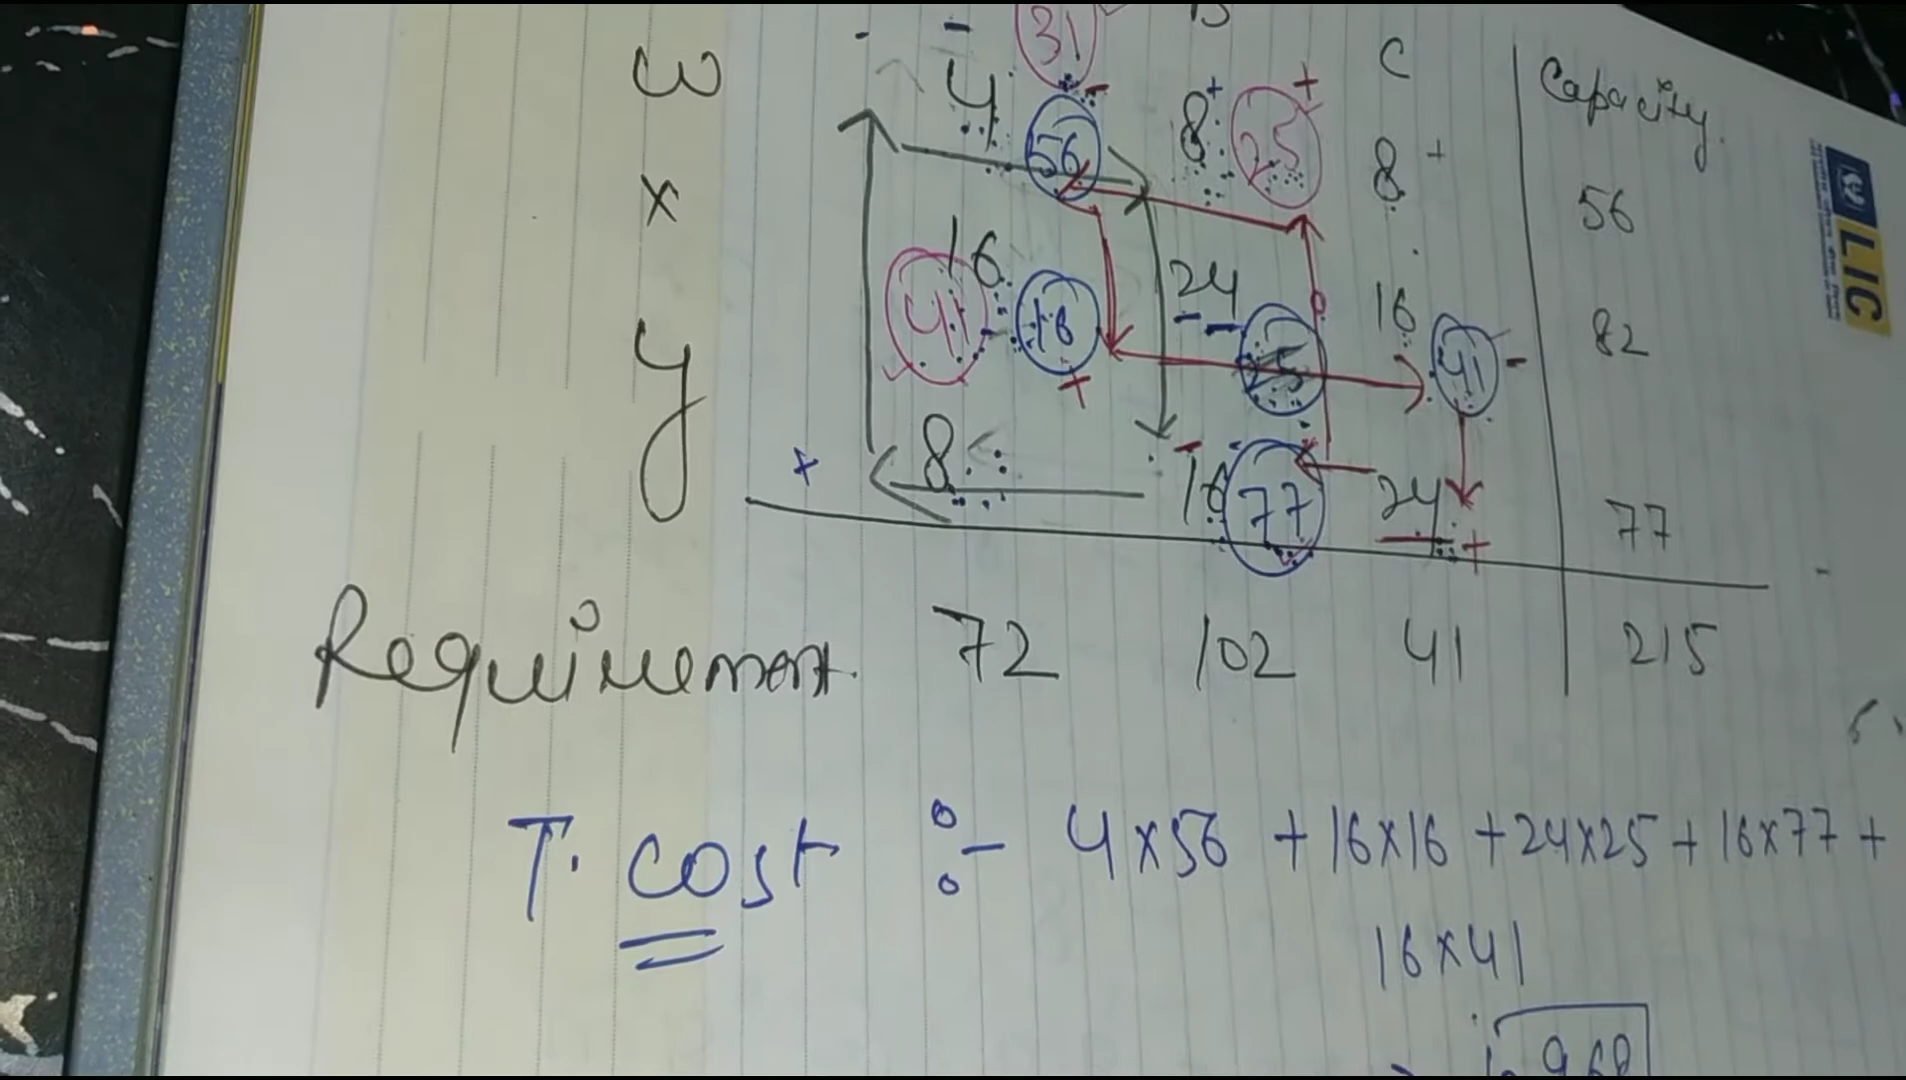 31 B
W 4 56 8 25 C Capacity
x 8 56
16 41 16 24 25 16 41 82
y 8 16 77 24 77
Requirement 72 102 41 215
T. cost :- 4x56 + 16x16 + 24x25 + 16x77 +
16x41
LIC